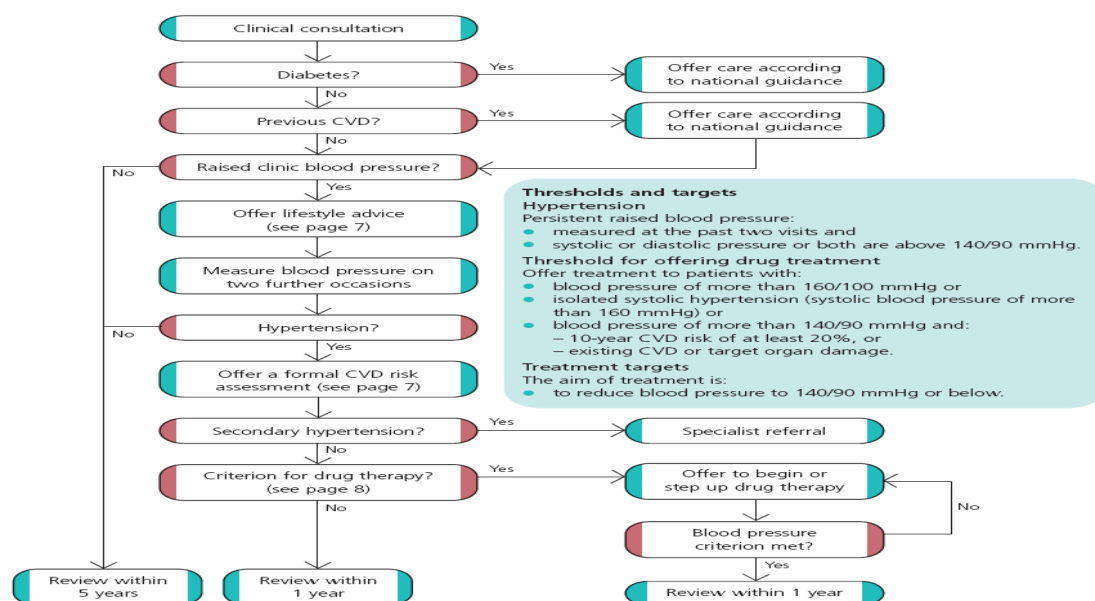 Clinical consultation
Diabetes?
Yes
Offer care according
to national guidance
No
Previous CVD?
Yes
Offer care according
to national guidance
No
Raised clinic blood pressure?
No
Yes
Offer lifestyle advice
(see page 7)
Measure blood pressure on
two further occasions
Hypertension?
No
Yes
Offer a formal CVD risk
assessment (see page 7)
Secondary hypertension?
Yes
Specialist referral
No
Criterion for drug therapy?
(see page 8)
Yes
Offer to begin or
step up drug therapy
No
No
Blood pressure
criterion met?
Yes
Review within
5 years
Review within
1 year
Review within 1 year
Thresholds and targets
Hypertension
Persistent raised blood pressure:
● measured at the past two visits and
● systolic or diastolic pressure or both are above 140/90 mmHg.
Threshold for offering drug treatment
Offer treatment to patients with:
● blood pressure of more than 160/100 mmHg or
● isolated systolic hypertension (systolic blood pressure of more
than 160 mmHg) or
● blood pressure of more than 140/90 mmHg and:
– 10-year CVD risk of at least 20%, or
– existing CVD or target organ damage.
Treatment targets
The aim of treatment is:
● to reduce blood pressure to 140/90 mmHg or below.